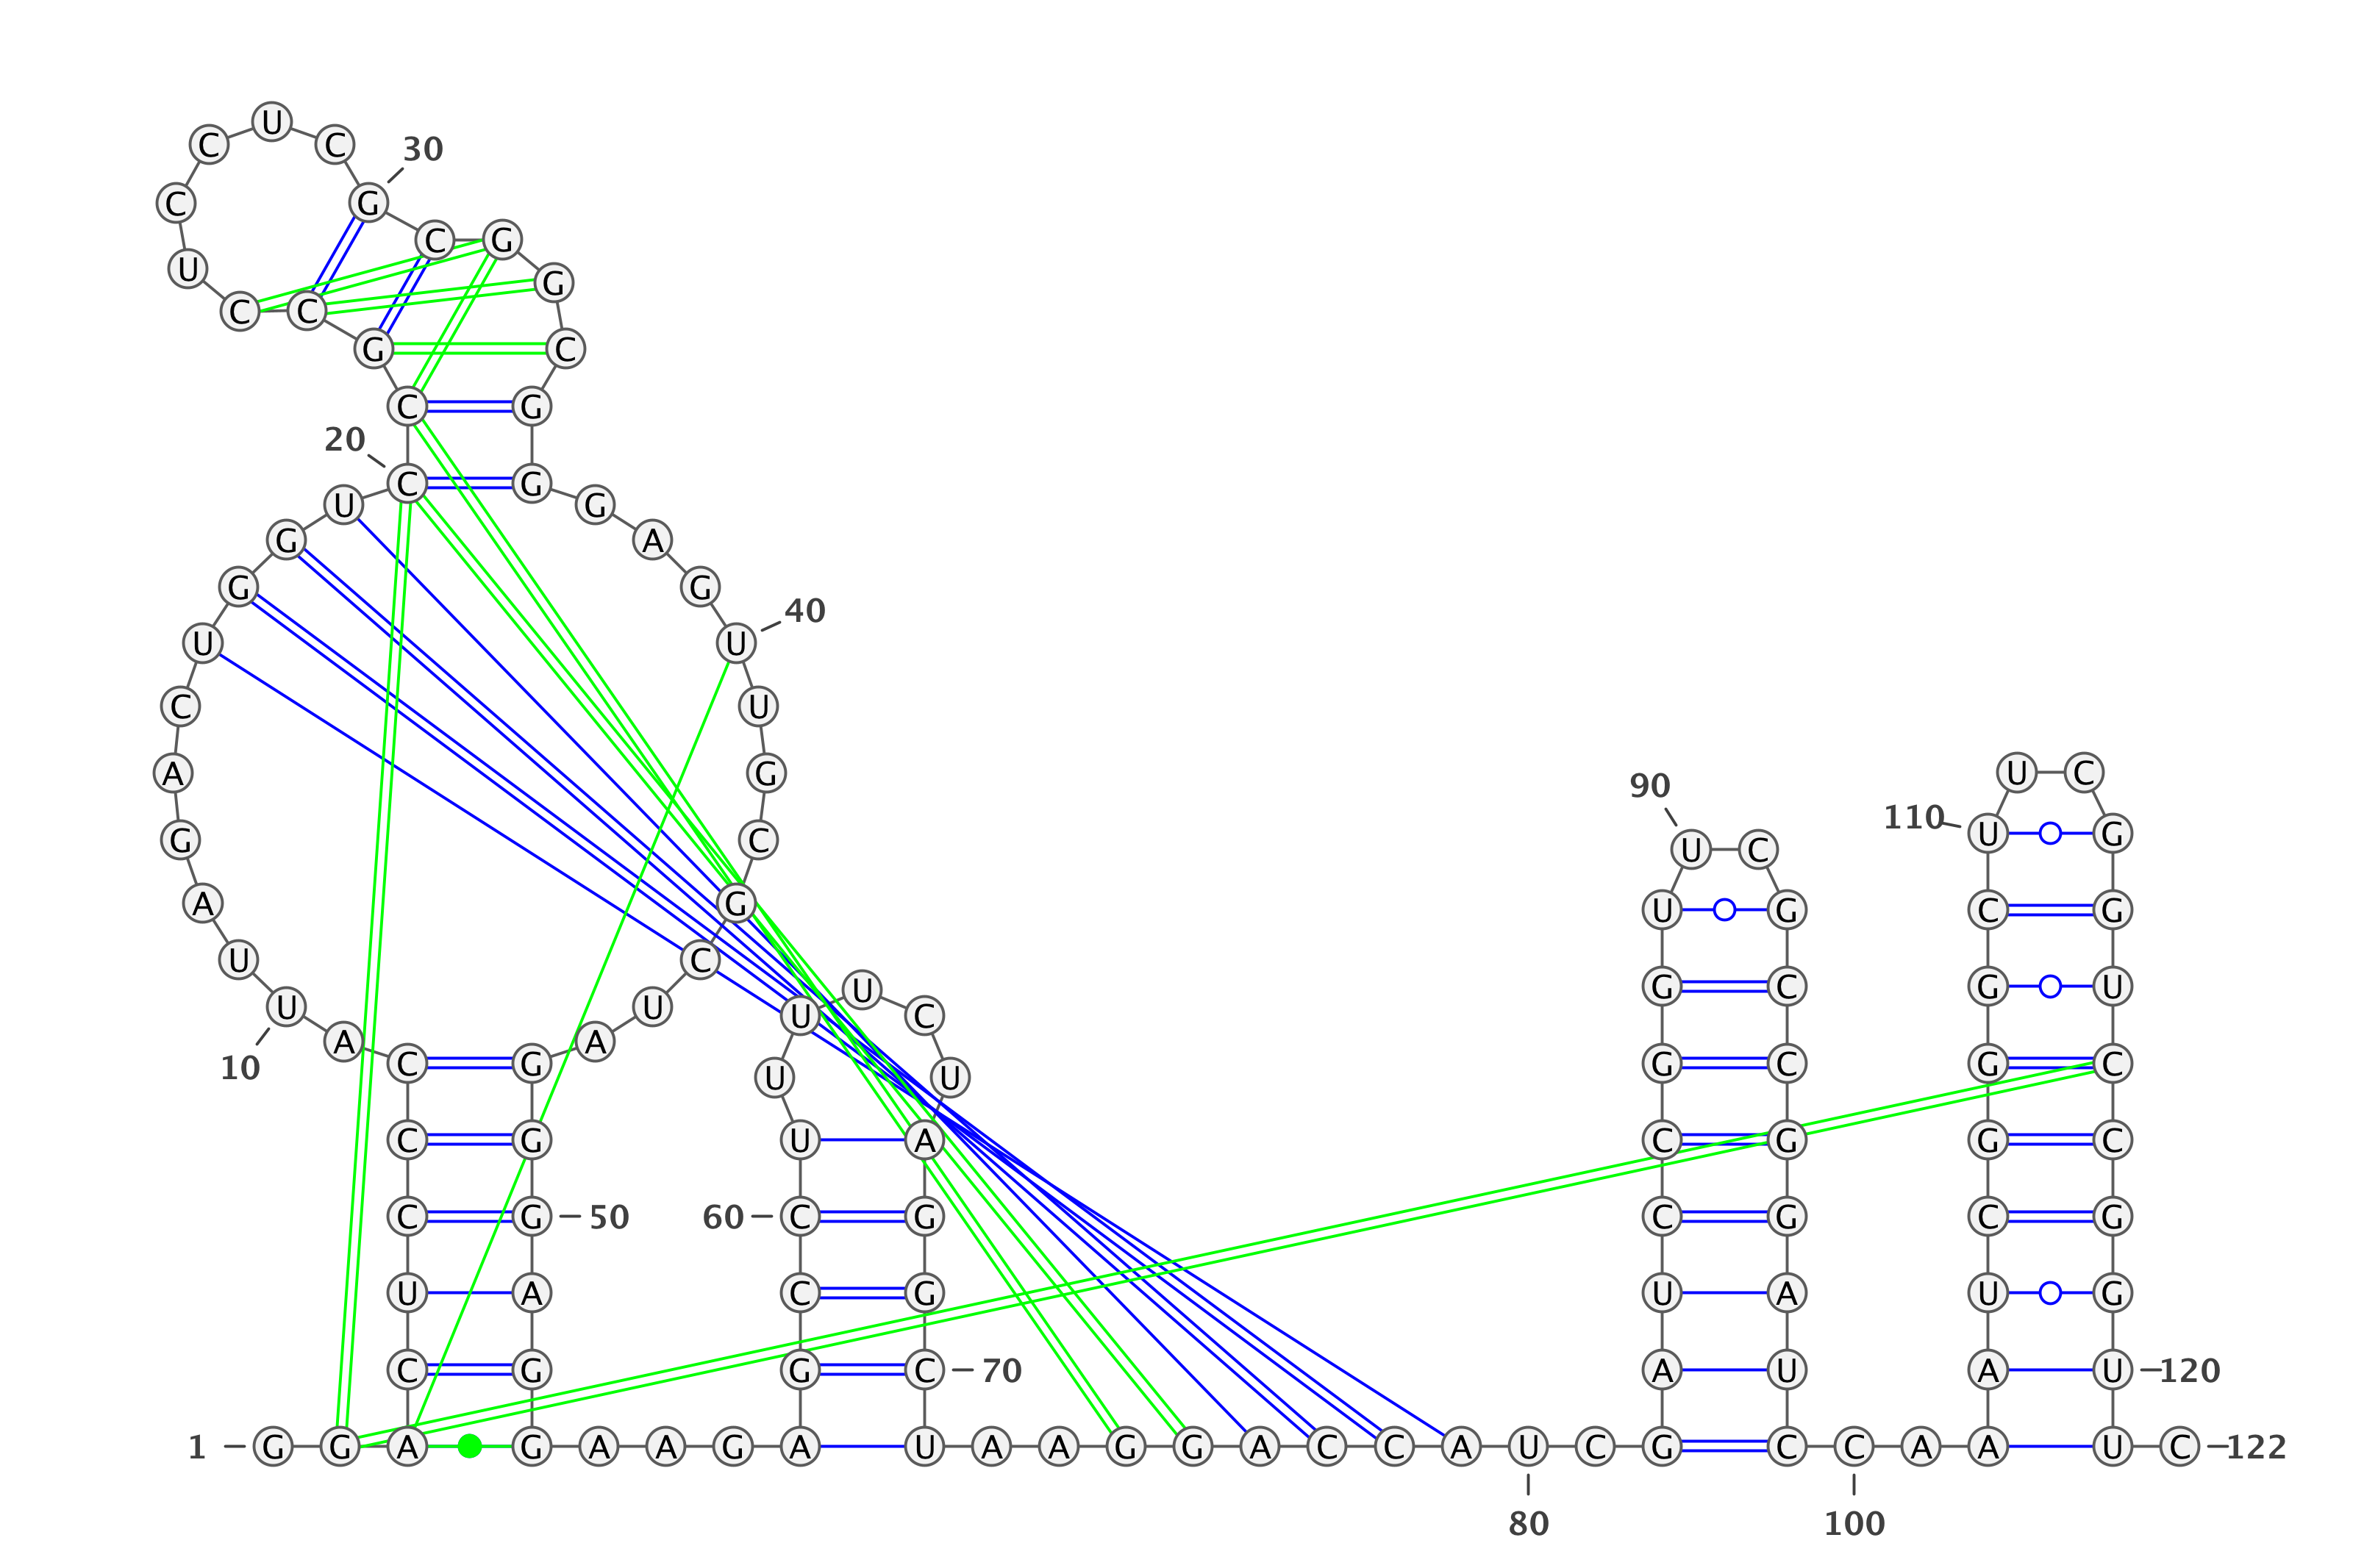 U
C C 30
C G
C G
U G
C C
G C
C G
20
C G
U G
G A
G G
40
U U
C U
A G U C
90
110
G C U G
U C
A G U G C G
U C
U G C G U
U U U C
A A
C G U U G C G C
10
C G U A C G G C
C G 50 60 C G C G C G
U A C G U A U G
C G G C 70 A U A U 120
1 G G A G A A G A U A A G G A C C A U C G C C A A U C 122
80 100